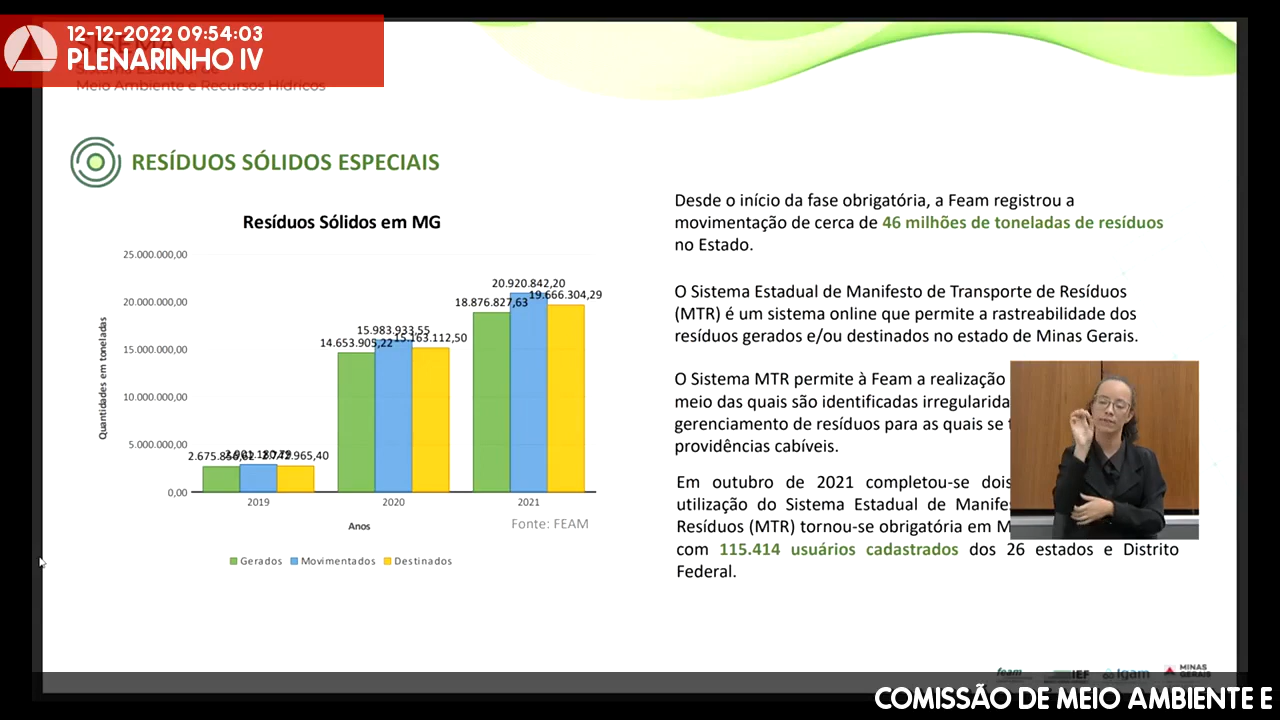 12-12-2022 09:54:03
PLENARINHO IV
Meio Ambiente e Recursos Hídricos
RESÍDUOS SÓLIDOS ESPECIAIS
Resíduos Sólidos em MG
Quantidades em toneladas
25.000.000,00
20.000.000,00
15.000.000,00
10.000.000,00
5.000.000,00
0,00
14.653.905,22
15.983.933,55
15.163.112,50
18.876.827,63
20.920.842,20
19.666.304,29
2019
2020
2021
Anos
Fonte: FEAM
Gerados
Movimentados
Destinados
Desde o início da fase obrigatória, a Feam registrou a
movimentação de cerca de 46 milhões de toneladas de resíduos
no Estado.
O Sistema Estadual de Manifesto de Transporte de Resíduos
(MTR) é um sistema online que permite a rastreabilidade dos
resíduos gerados e/ou destinados no estado de Minas Gerais.
O Sistema MTR permite à Feam a realização
meio das quais são identificadas
gerenciamento de resíduos para as quais se
providências cabíveis.
Em outubro de 2021 completou-se dois
utilização do Sistema Estadual de
Resíduos (MTR) tornou-se obrigatória em
com 115.414 usuários cadastrados dos 26 estados e Distrito
Federal.
feam
IEF
Igam
MINAS
GERAIS
COMISSÃO DE MEIO AMBIENTE E